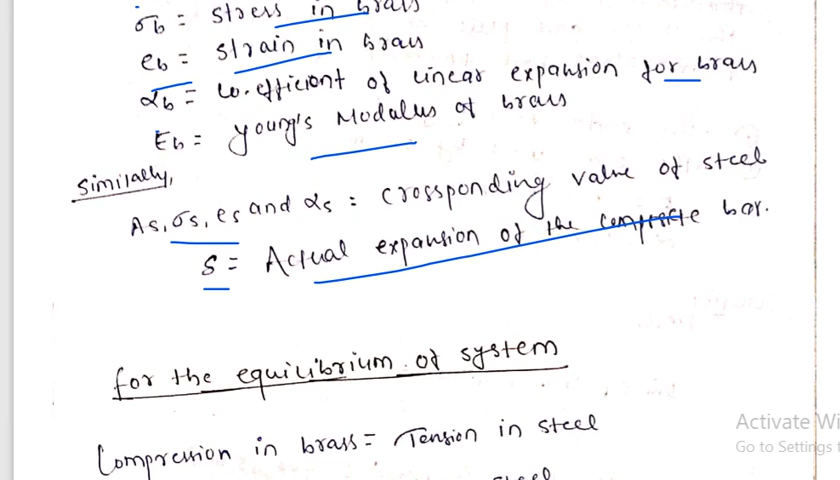 σb = stress in brass
eb = strain in brass
αb = co.efficient of linear expansion for brass
Eb = young's Modulus of brass
Similarly,
As, σs, es and αs = crossponding value of steel
S = Actual expansion of the composite bar.
for the equilibrium of system
Compression in brass = Tension in steel
steel
Activate Wi
Go to Settings t